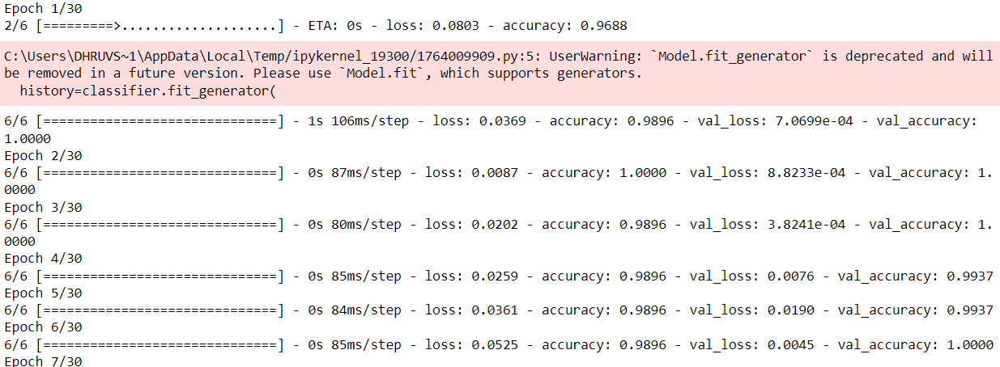 Epoch 1/30
2/6 [=========>....................] - ETA: 0s - loss: 0.0803 - accuracy: 0.9688
C:\Users\DHRUVS~1\AppData\Local\Temp/ipykernel_19300/1764009909.py:5: UserWarning: `Model.fit_generator` is deprecated and will
be removed in a future version. Please use `Model.fit`, which supports generators.
  history=classifier.fit_generator(
6/6 [==============================] - 1s 106ms/step - loss: 0.0369 - accuracy: 0.9896 - val_loss: 7.0699e-04 - val_accuracy:
1.0000
Epoch 2/30
6/6 [==============================] - 0s 87ms/step - loss: 0.0087 - accuracy: 1.0000 - val_loss: 8.8233e-04 - val_accuracy: 1.
0000
Epoch 3/30
6/6 [==============================] - 0s 80ms/step - loss: 0.0202 - accuracy: 0.9896 - val_loss: 3.8241e-04 - val_accuracy: 1.
0000
Epoch 4/30
6/6 [==============================] - 0s 85ms/step - loss: 0.0259 - accuracy: 0.9896 - val_loss: 0.0076 - val_accuracy: 0.9937
Epoch 5/30
6/6 [==============================] - 0s 84ms/step - loss: 0.0361 - accuracy: 0.9896 - val_loss: 0.0190 - val_accuracy: 0.9937
Epoch 6/30
6/6 [==============================] - 0s 85ms/step - loss: 0.0525 - accuracy: 0.9896 - val_loss: 0.0045 - val_accuracy: 1.0000
Epoch 7/30